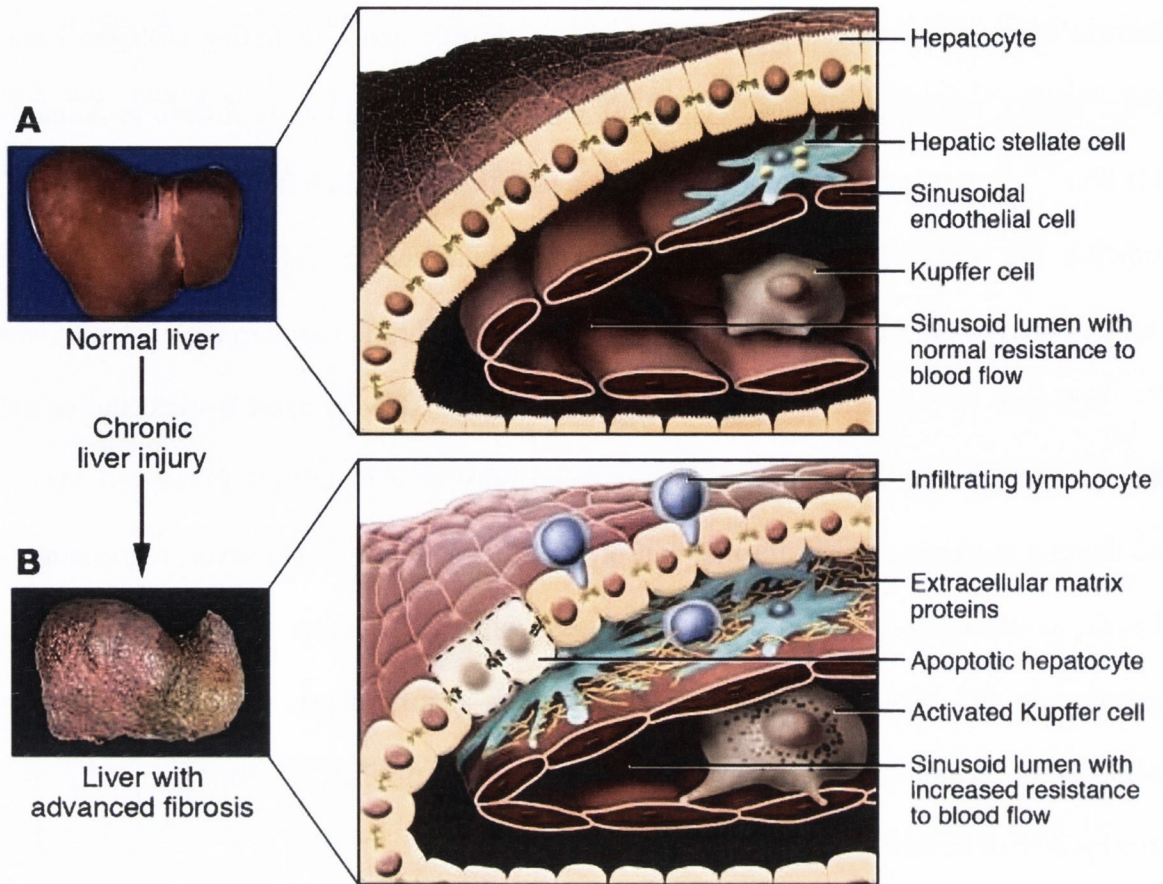 A
Normal liver
Chronic
liver injury
B
Liver with
advanced fibrosis
Hepatocyte
Hepatic stellate cell
Sinusoidal
endothelial cell
Kupffer cell
Sinusoid lumen with
normal resistance to
blood flow
Infiltrating lymphocyte
Extracellular matrix
proteins
Apoptotic hepatocyte
Activated Kupffer cell
Sinusoid lumen with
increased resistance
to blood flow